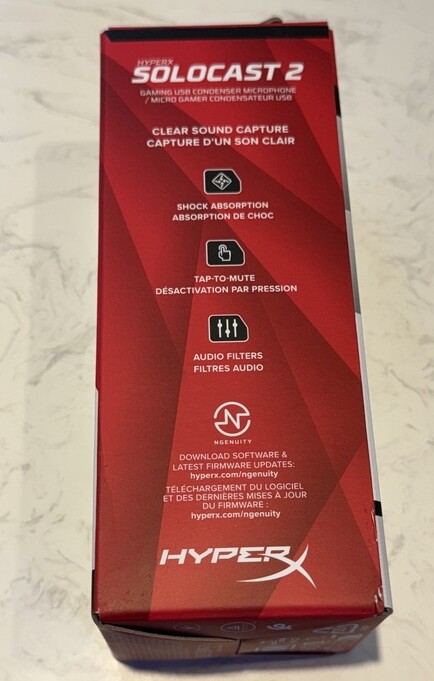 HYPERX
SOLOCAST 2
GAMING USB CONDENSER MICROPHONE
/ MICRO GAMER CONDENSATEUR USB
CLEAR SOUND CAPTURE
CAPTURE D'UN SON CLAIR
SHOCK ABSORPTION
ABSORPTION DE CHOC
TAP-TO-MUTE
DÉSACTIVATION PAR PRESSION
AUDIO FILTERS
FILTRES AUDIO
NGENUITY
DOWNLOAD SOFTWARE &
LATEST FIRMWARE UPDATES:
hyperx.com/ngenuity
TÉLÉCHARGEMENT DU LOGICIEL
ET DES DERNIÈRES MISES À JOUR
DU FIRMWARE :
hyperx.com/ngenuity
HYPERX